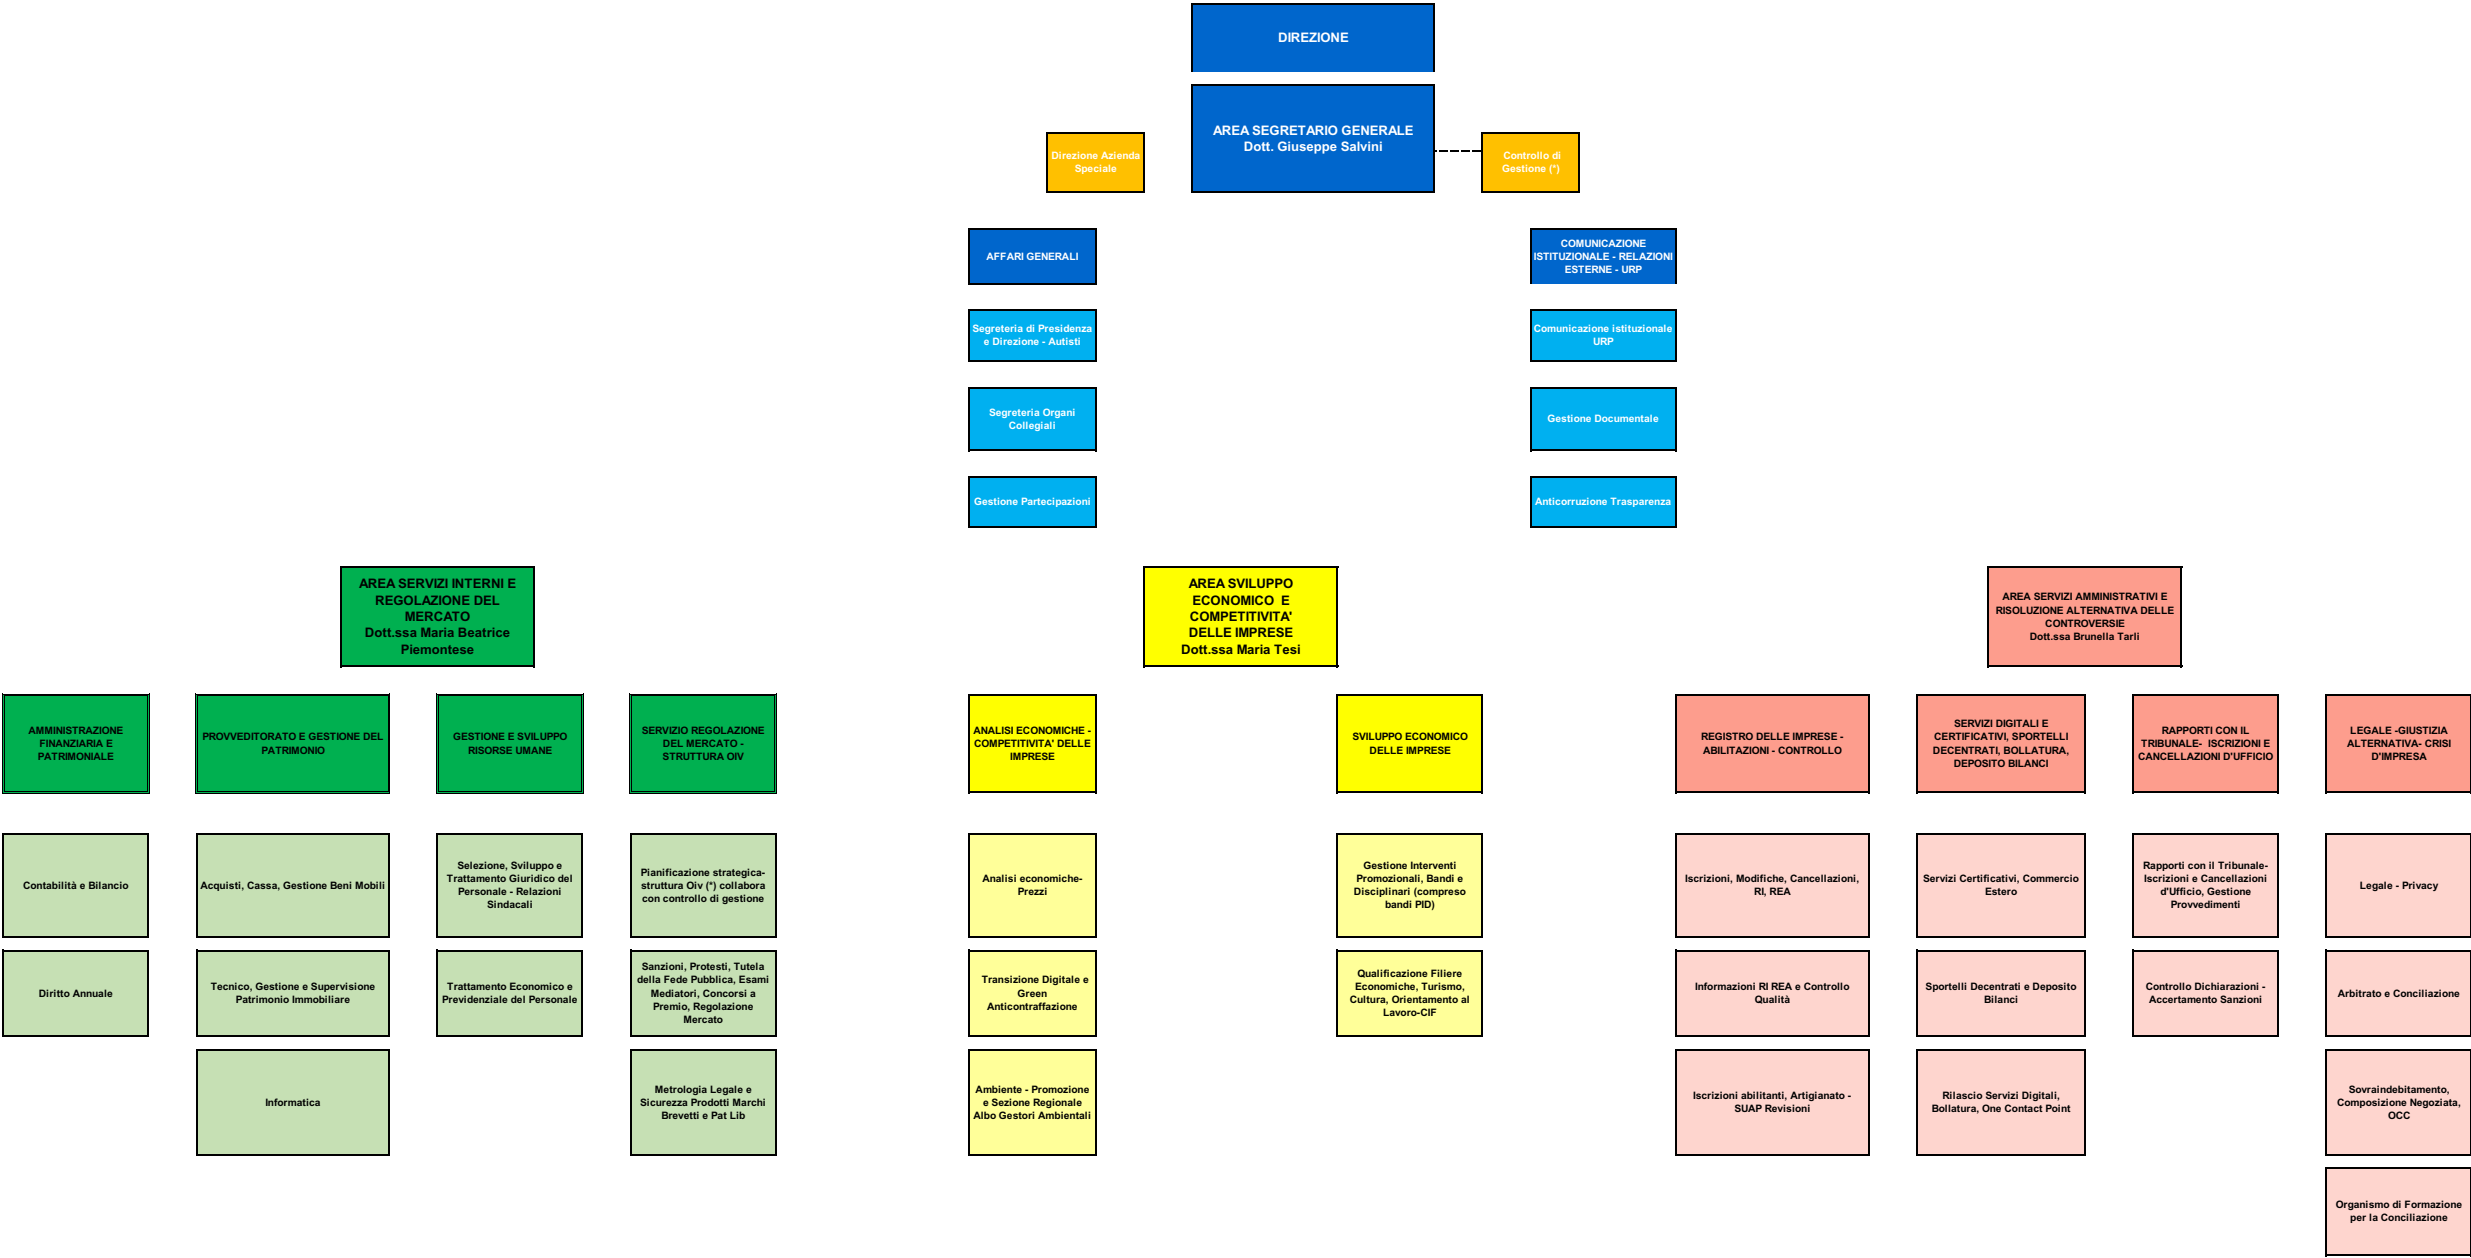 DIREZIONE
AREA SEGRETARIO GENERALE
Dott. Giuseppe Salvini
Direzione Azienda
Speciale
Controllo di
Gestione (*)
AFFARI GENERALI
COMUNICAZIONE
ISTITUZIONALE - RELAZIONI
ESTERNE - URP
Segreteria di Presidenza
e Direzione - Autisti
Comunicazione istituzionale
URP
Segreteria Organi
Collegiali
Gestione Documentale
Gestione Partecipazioni
Anticorruzione Trasparenza
AREA SERVIZI INTERNI E
REGOLAZIONE DEL
MERCATO
Dott.ssa Maria Beatrice
Piemontese
AREA SVILUPPO
ECONOMICO  E
COMPETITIVITA'
DELLE IMPRESE
Dott.ssa Maria Tesi
AREA SERVIZI AMMINISTRATIVI E
RISOLUZIONE ALTERNATIVA DELLE
CONTROVERSIE
Dott.ssa Brunella Tarli
AMMINISTRAZIONE
FINANZIARIA E
PATRIMONIALE
PROVVEDITORATO E GESTIONE DEL
PATRIMONIO
GESTIONE E SVILUPPO
RISORSE UMANE
SERVIZIO REGOLAZIONE
DEL MERCATO -
STRUTTURA OIV
ANALISI ECONOMICHE -
COMPETITIVITA' DELLE
IMPRESE
SVILUPPO ECONOMICO
DELLE IMPRESE
REGISTRO DELLE IMPRESE -
ABILITAZIONI - CONTROLLO
SERVIZI DIGITALI E
CERTIFICATIVI, SPORTELLI
DECENTRATI, BOLLATURA,
DEPOSITO BILANCI
RAPPORTI CON IL
TRIBUNALE-  ISCRIZIONI E
CANCELLAZIONI D'UFFICIO
LEGALE -GIUSTIZIA
ALTERNATIVA- CRISI
D'IMPRESA
Contabilità e Bilancio
Acquisti, Cassa, Gestione Beni Mobili
Selezione, Sviluppo e
Trattamento Giuridico del
Personale - Relazioni
Sindacali
Pianificazione strategica-
struttura Oiv (*) collabora
con controllo di gestione
Analisi economiche-
Prezzi
Gestione Interventi
Promozionali, Bandi e
Disciplinari (compreso
bandi PID)
Iscrizioni, Modifiche, Cancellazioni,
RI, REA
Servizi Certificativi, Commercio
Estero
Rapporti con il Tribunale-
Iscrizioni e Cancellazioni
d'Ufficio, Gestione
Provvedimenti
Legale - Privacy
Diritto Annuale
Tecnico, Gestione e Supervisione
Patrimonio Immobiliare
Trattamento Economico e
Previdenziale del Personale
Sanzioni, Protesti, Tutela
della Fede Pubblica, Esami
Mediatori, Concorsi a
Premio, Regolazione
Mercato
Transizione Digitale e
Green
Anticontraffazione
Qualificazione Filiere
Economiche, Turismo,
Cultura, Orientamento al
Lavoro-CIF
Informazioni RI REA e Controllo
Qualità
Sportelli Decentrati e Deposito
Bilanci
Controllo Dichiarazioni -
Accertamento Sanzioni
Arbitrato e Conciliazione
Informatica
Metrologia Legale e
Sicurezza Prodotti Marchi
Brevetti e Pat Lib
Ambiente - Promozione
e Sezione Regionale
Albo Gestori Ambientali
Iscrizioni abilitanti, Artigianato -
SUAP Revisioni
Rilascio Servizi Digitali,
Bollatura, One Contact Point
Sovraindebitamento,
Composizione Negoziata,
OCC
Organismo di Formazione
per la Conciliazione